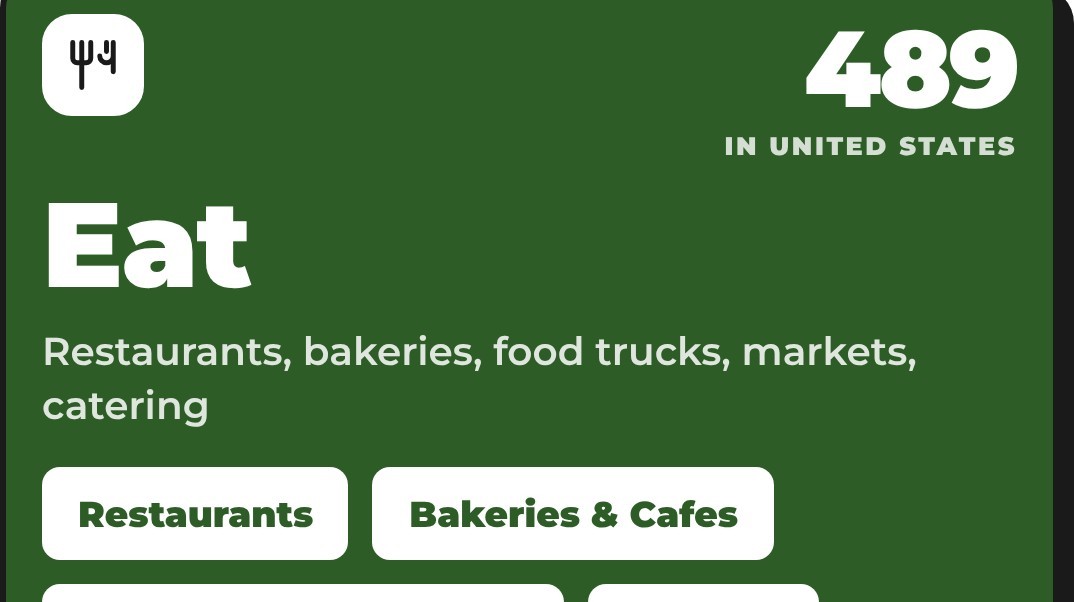 489
IN UNITED STATES
Eat
Restaurants, bakeries, food trucks, markets,
catering
Restaurants
Bakeries & Cafes